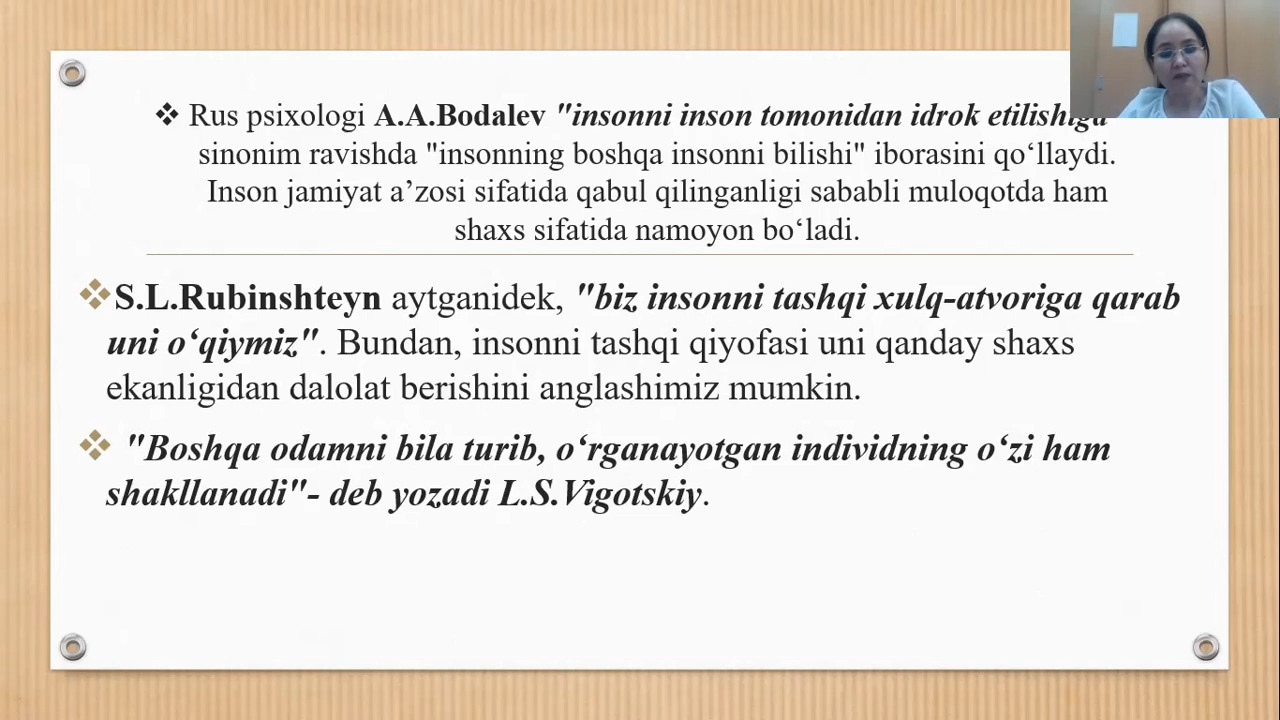 ❖ Rus psixologi A.A.Bodalev "insonni inson tomonidan idrok etilishiga
sinonim ravishda "insonning boshqa insonni bilishi" iborasini qo‘llaydi.
Inson jamiyat a’zosi sifatida qabul qilinganligi sababli muloqotda ham
shaxs sifatida namoyon bo‘ladi.
❖S.L.Rubinshteyn aytganidek, "biz insonni tashqi xulq-atvoriga qarab
uni o‘qiymiz". Bundan, insonni tashqi qiyofasi uni qanday shaxs
ekanligidan dalolat berishini anglashimiz mumkin.
❖ "Boshqa odamni bila turib, o‘rganayotgan individning o‘zi ham
shakllanadi"- deb yozadi L.S.Vigotskiy.